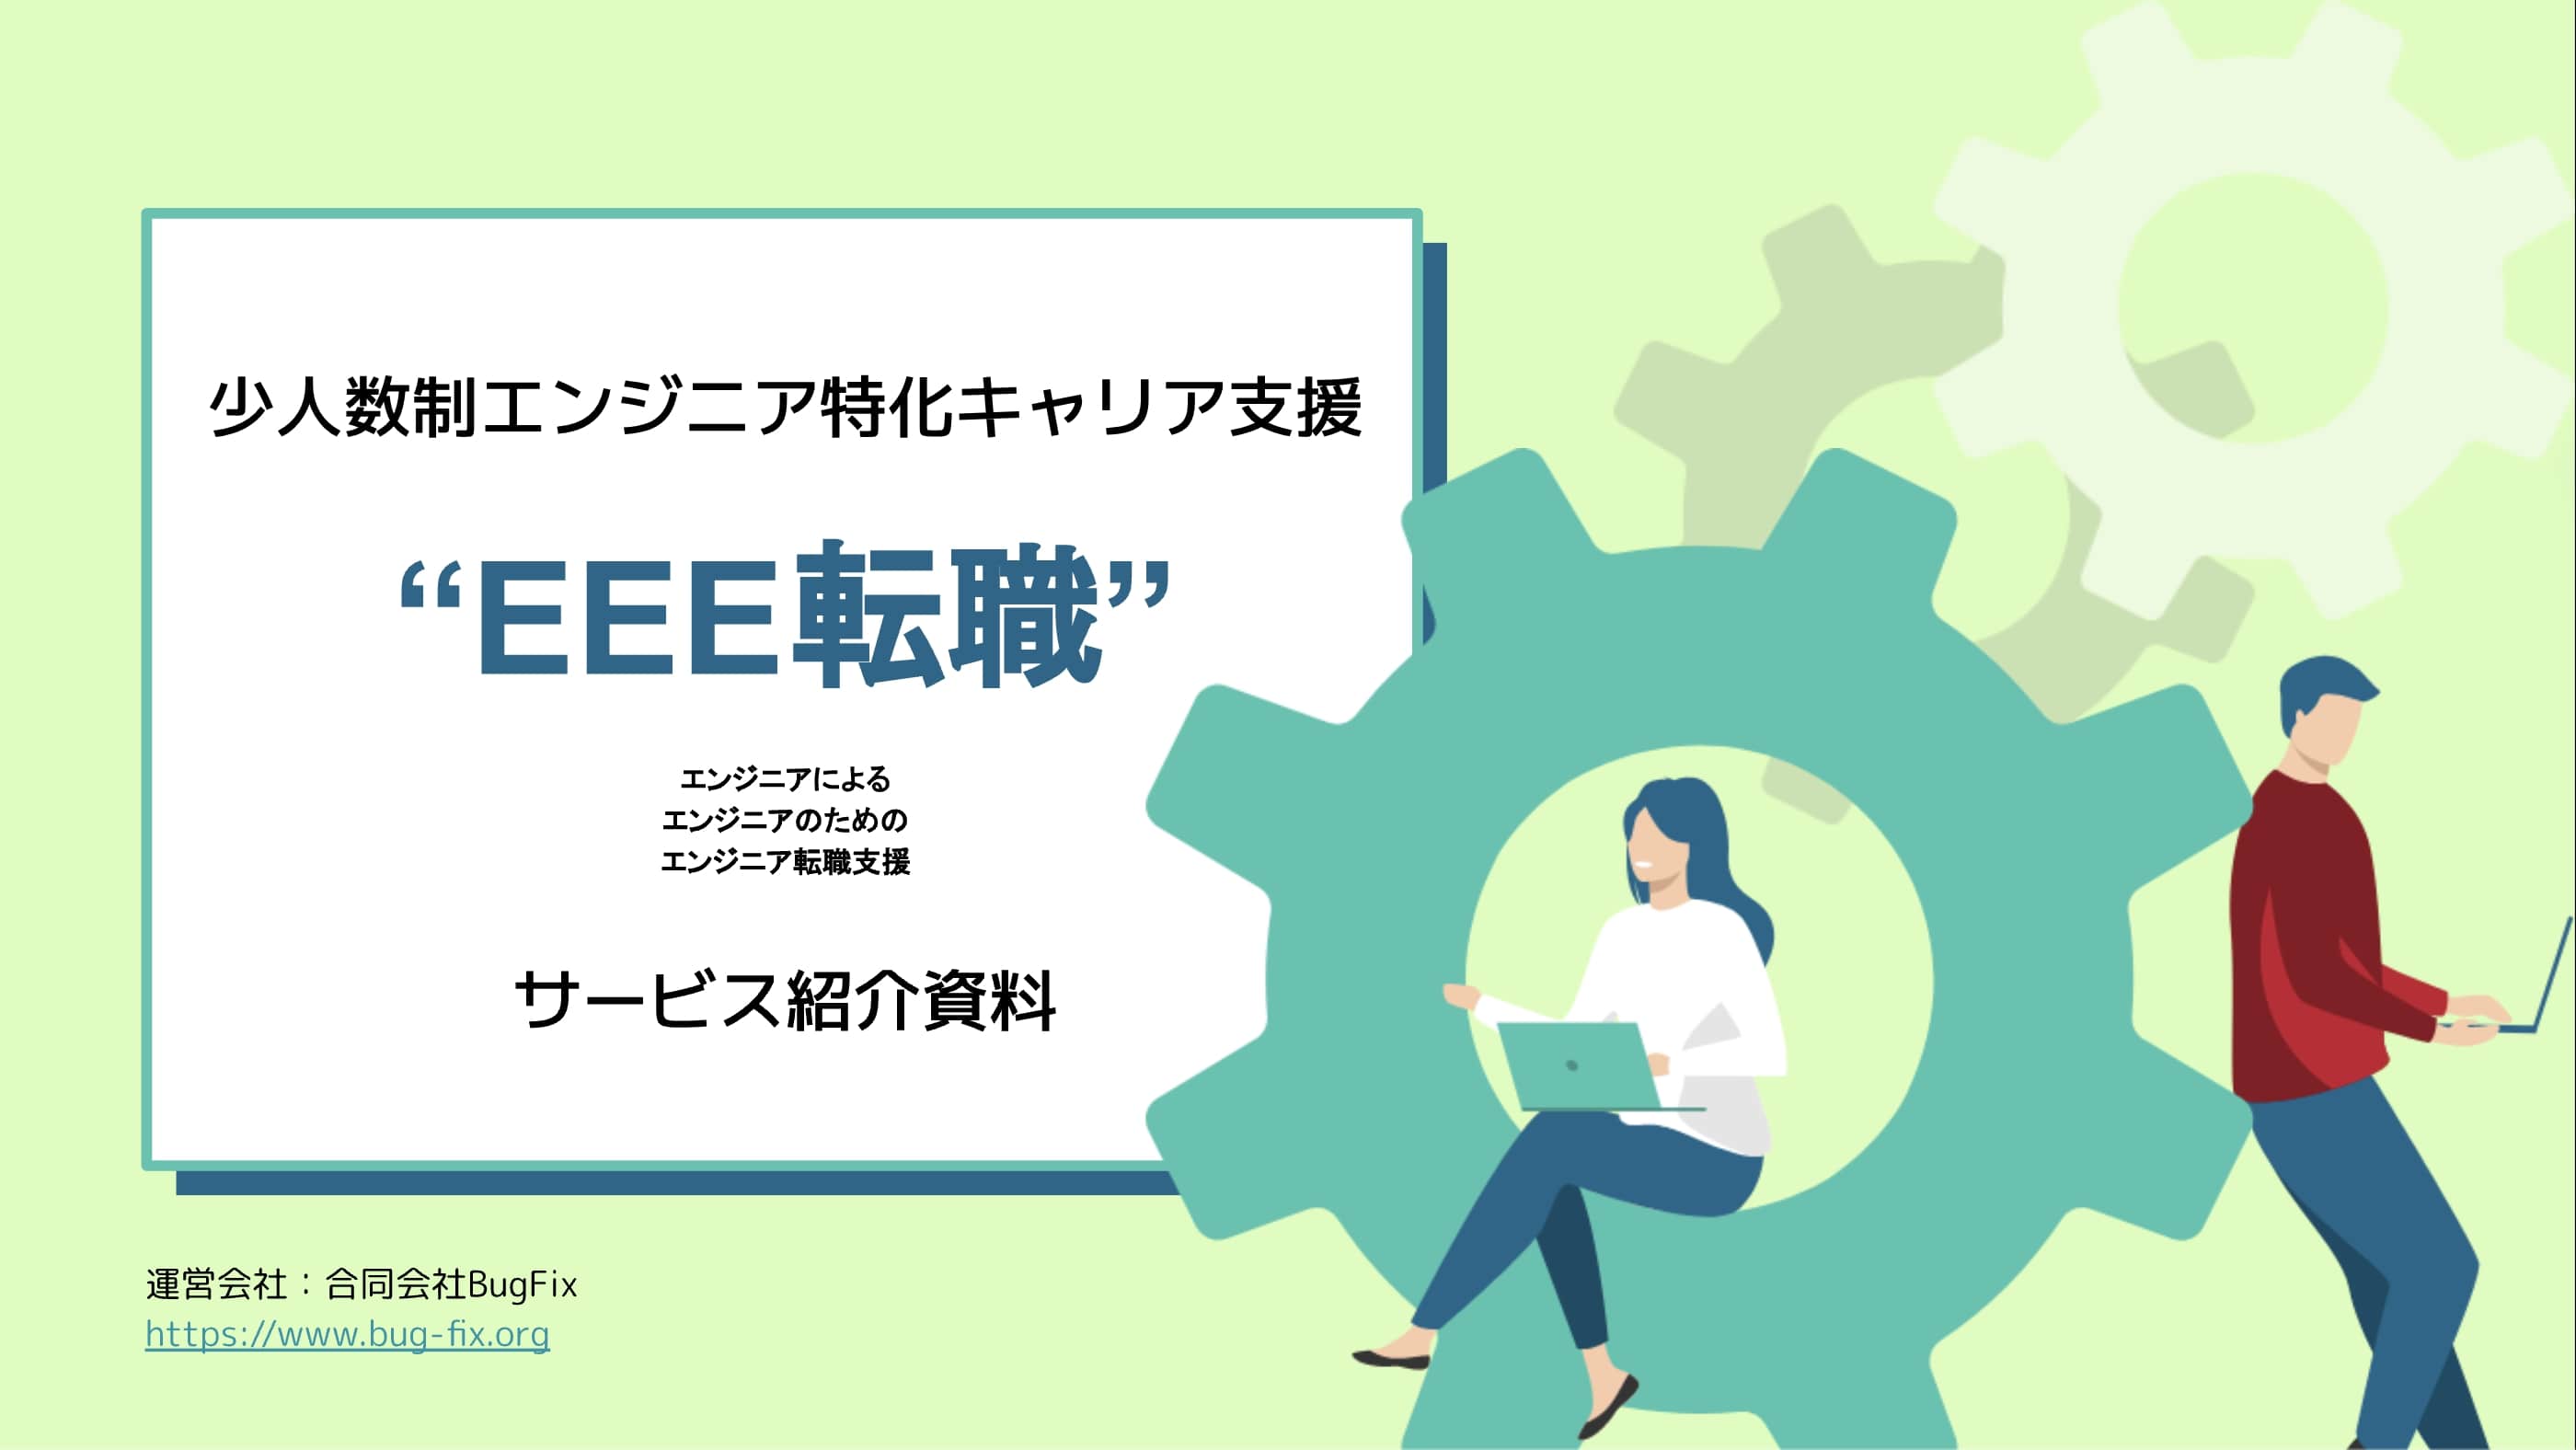 少人数制エンジニア特化キャリア支援
“EEE転職”
エンジニアによる
エンジニアのための
エンジニア転職支援
サービス紹介資料
運営会社：合同会社BugFix
https://www.bug-fix.org